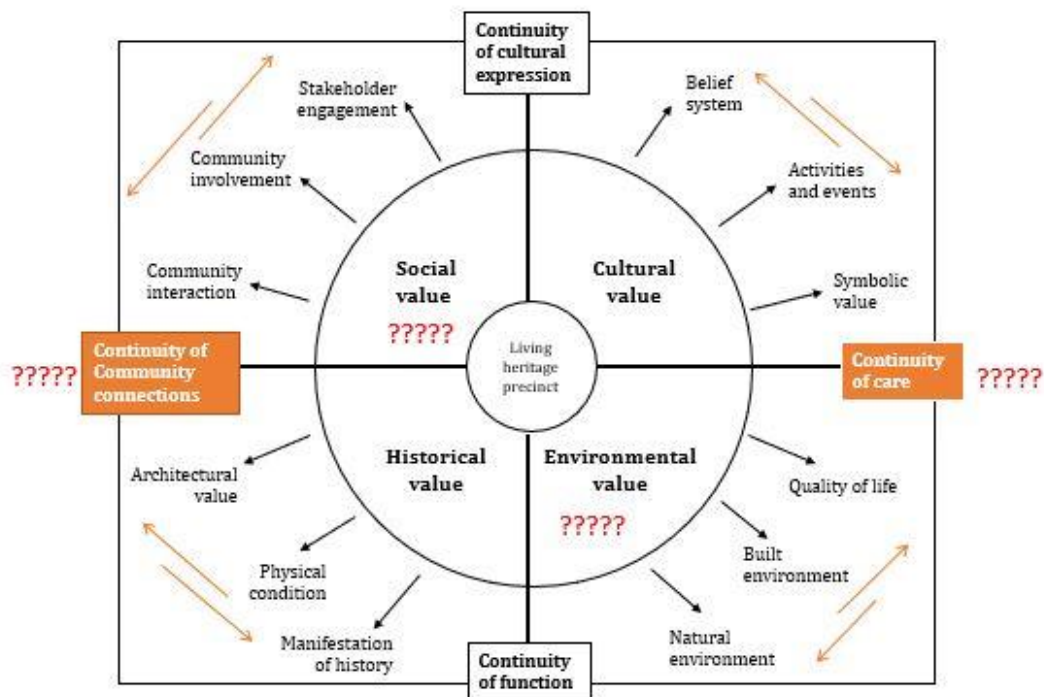 Continuity
of cultural
expression
Stakeholder
engagement
Belief
system
Community
involvement
Activities
and events
Social
value
Cultural
value
Community
interaction
Symbolic
value
?????
?????
Continuity of
Community
connections
Living
heritage
precinct
Continuity
of care
?????
Historical
value
Environmental
value
Architectural
value
Quality of life
?????
Physical
condition
Built
environment
Manifestation
of history
Natural
environment
Continuity
of function